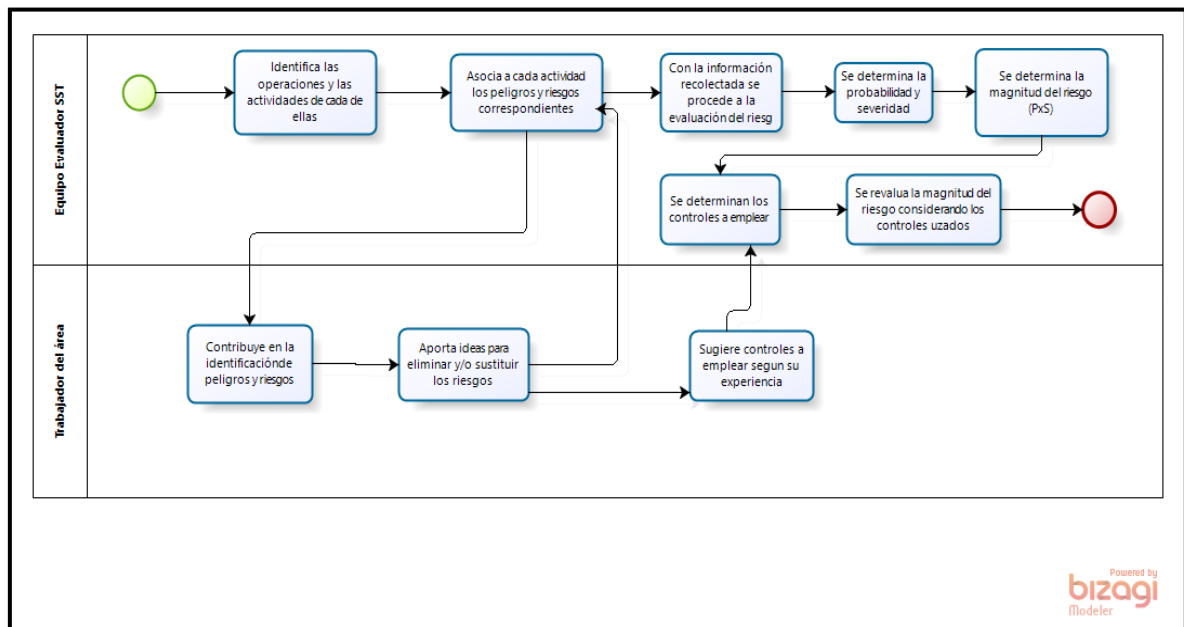 Equipo Evaluador SST
Identifica las
operaciones y las
actividades de cada de
ellas
Asocia a cada actividad
los peligros y riesgos
correspondientes
Con la información
recolectada se
procede a la
evaluación del riesg
Se determina la
probabilidad y
severidad
Se determina la
magnitud del riesgo
(PxS)
Se determinan los
controles a emplear
Se revalua la magnitud del
riesgo considerando los
controles uzados
Trabajador del área
Contribuye en la
identificaciónde
peligros y riesgos
Aporta ideas para
eliminar y/o sustituir
los riesgos
Sugiere controles a
emplear segun su
experiencia
Powered by
bizagi
Modeler